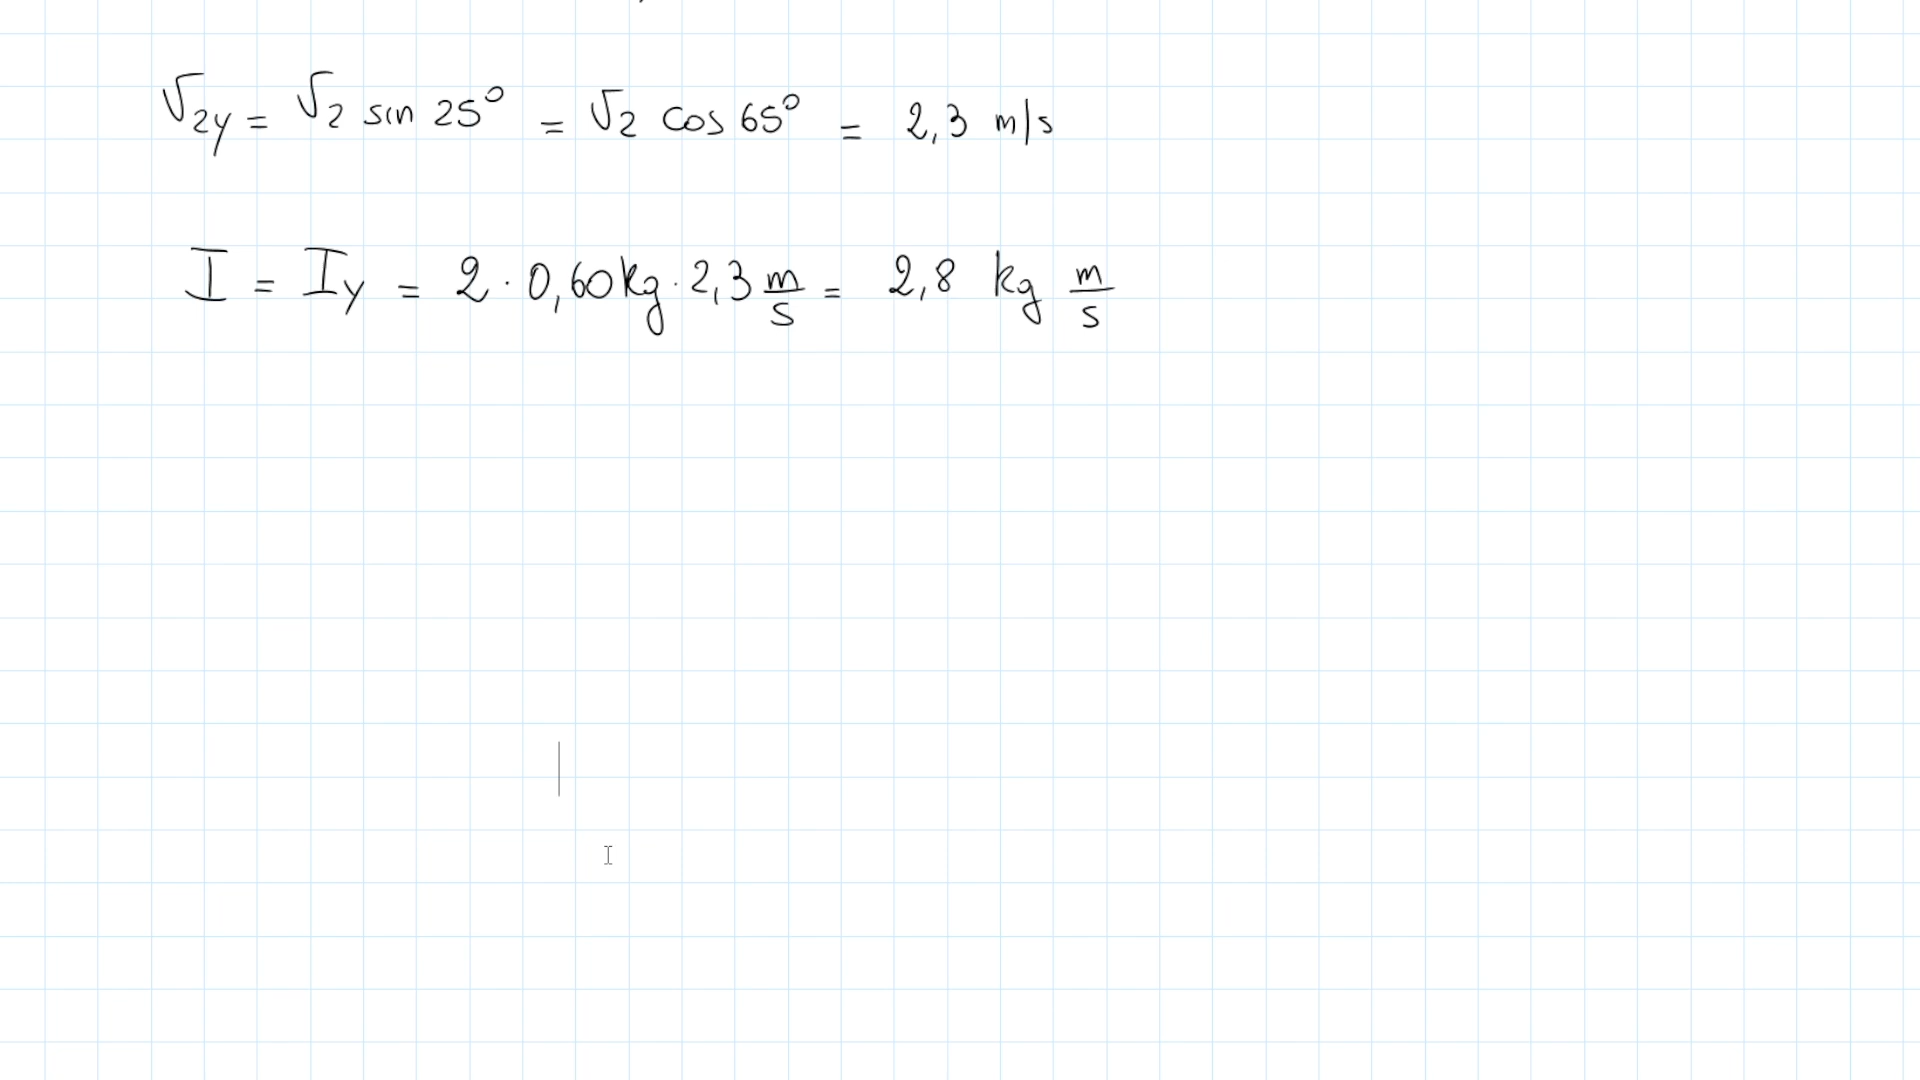 v₂y = v₂ sin 25° = v₂ cos 65° = 2,3 m/s
I = Iy = 2 · 0,60 kg · 2,3 m/s = 2,8 kg m/s